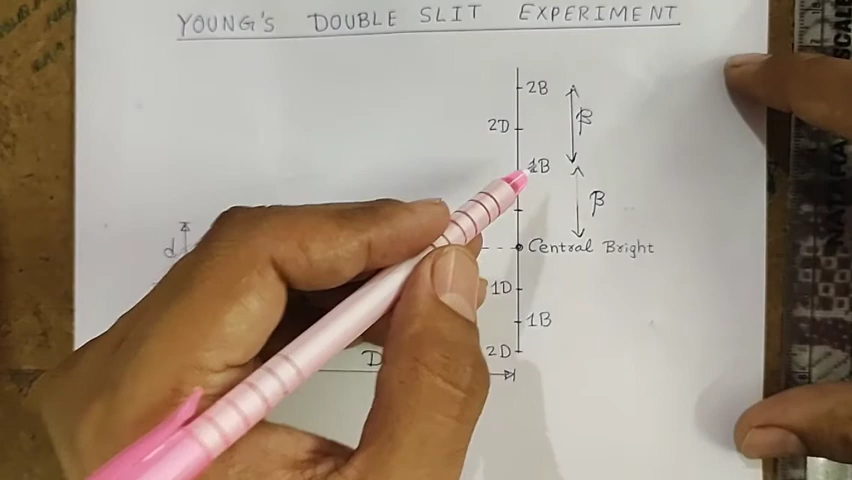 YOUNG'S DOUBLE SLIT EXPERIMENT
2B
2D
β
1B
β
d
Central Bright
1D
1B
D
2D